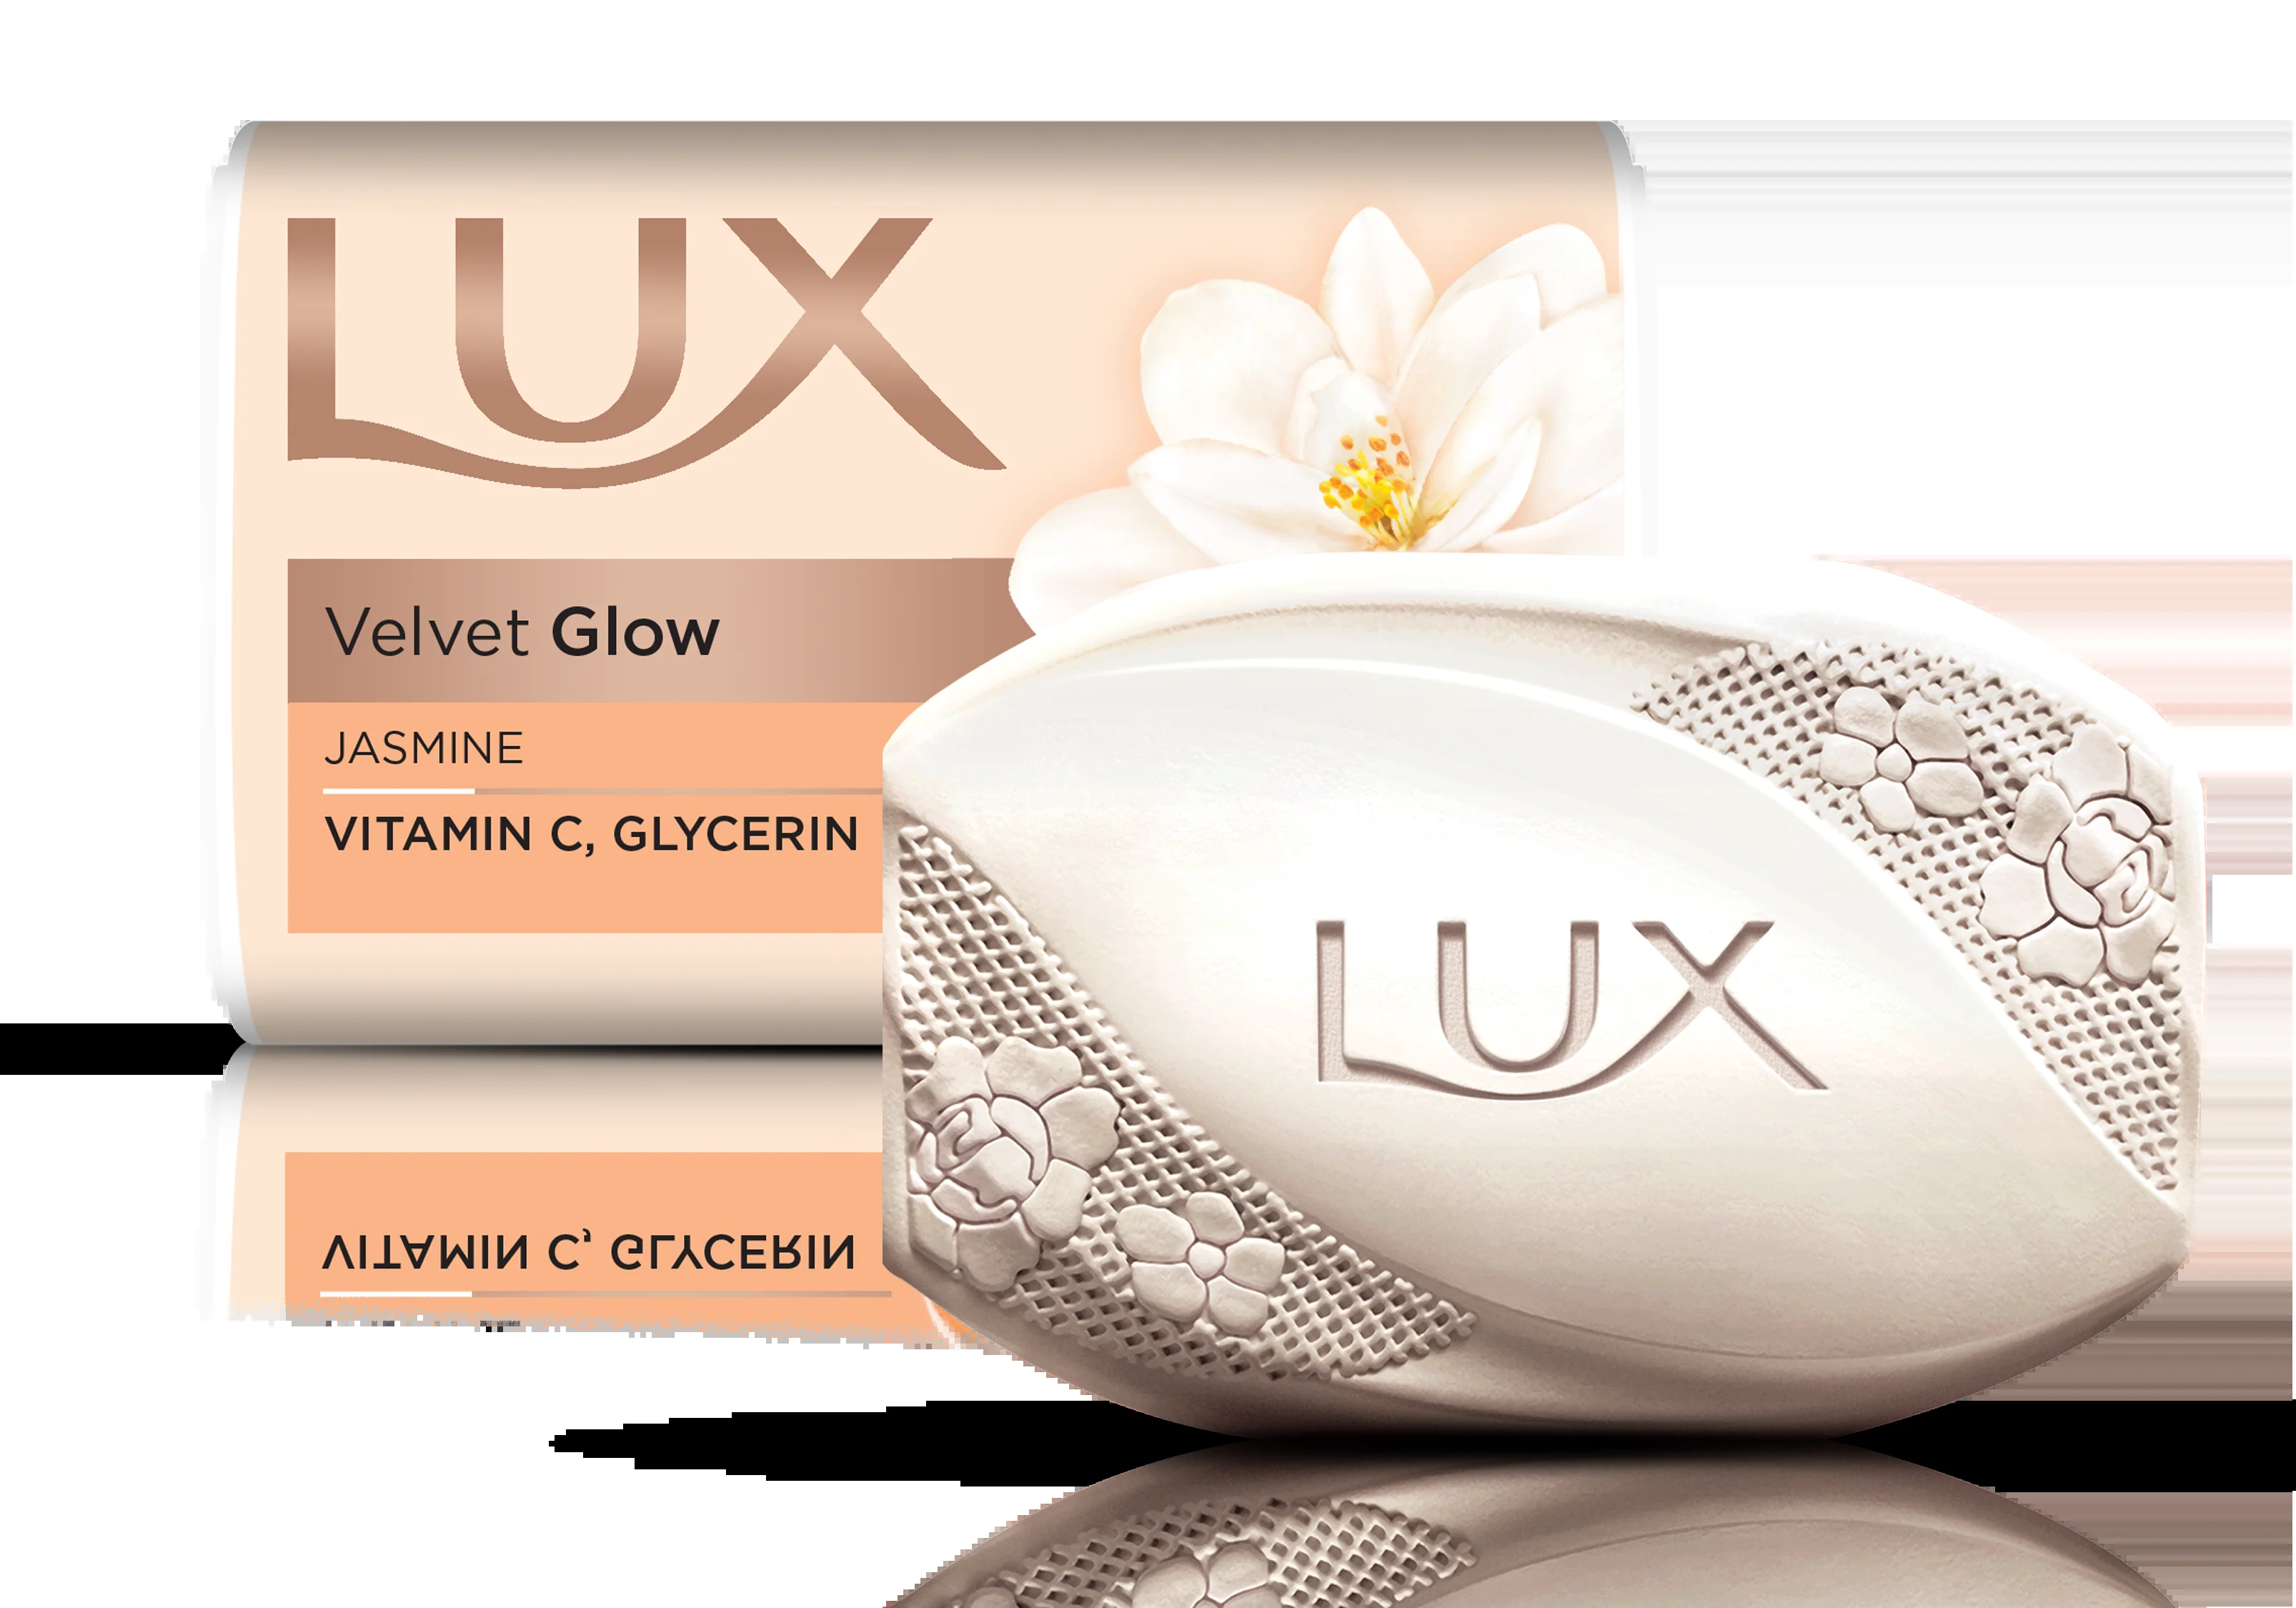 LUX
Velvet Glow
JASMINE
VITAMIN C, GLYCERIN
LUX
VITAMIN C, GLYCERIN